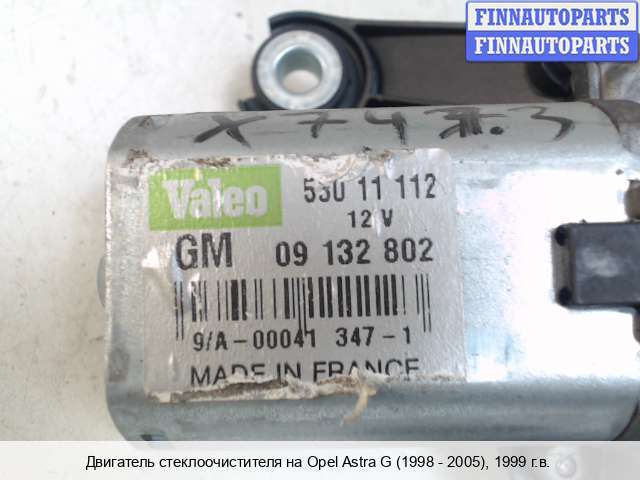 FINNAUTOPARTS
FINNAUTOPARTS
X7473.3
Valeo
530 11 112
12 V
GM 09 132 802
9/A-00041 347-1
MADE IN FRANCE
Двигатель стеклоочистителя на Opel Astra G (1998 - 2005), 1999 г.в.